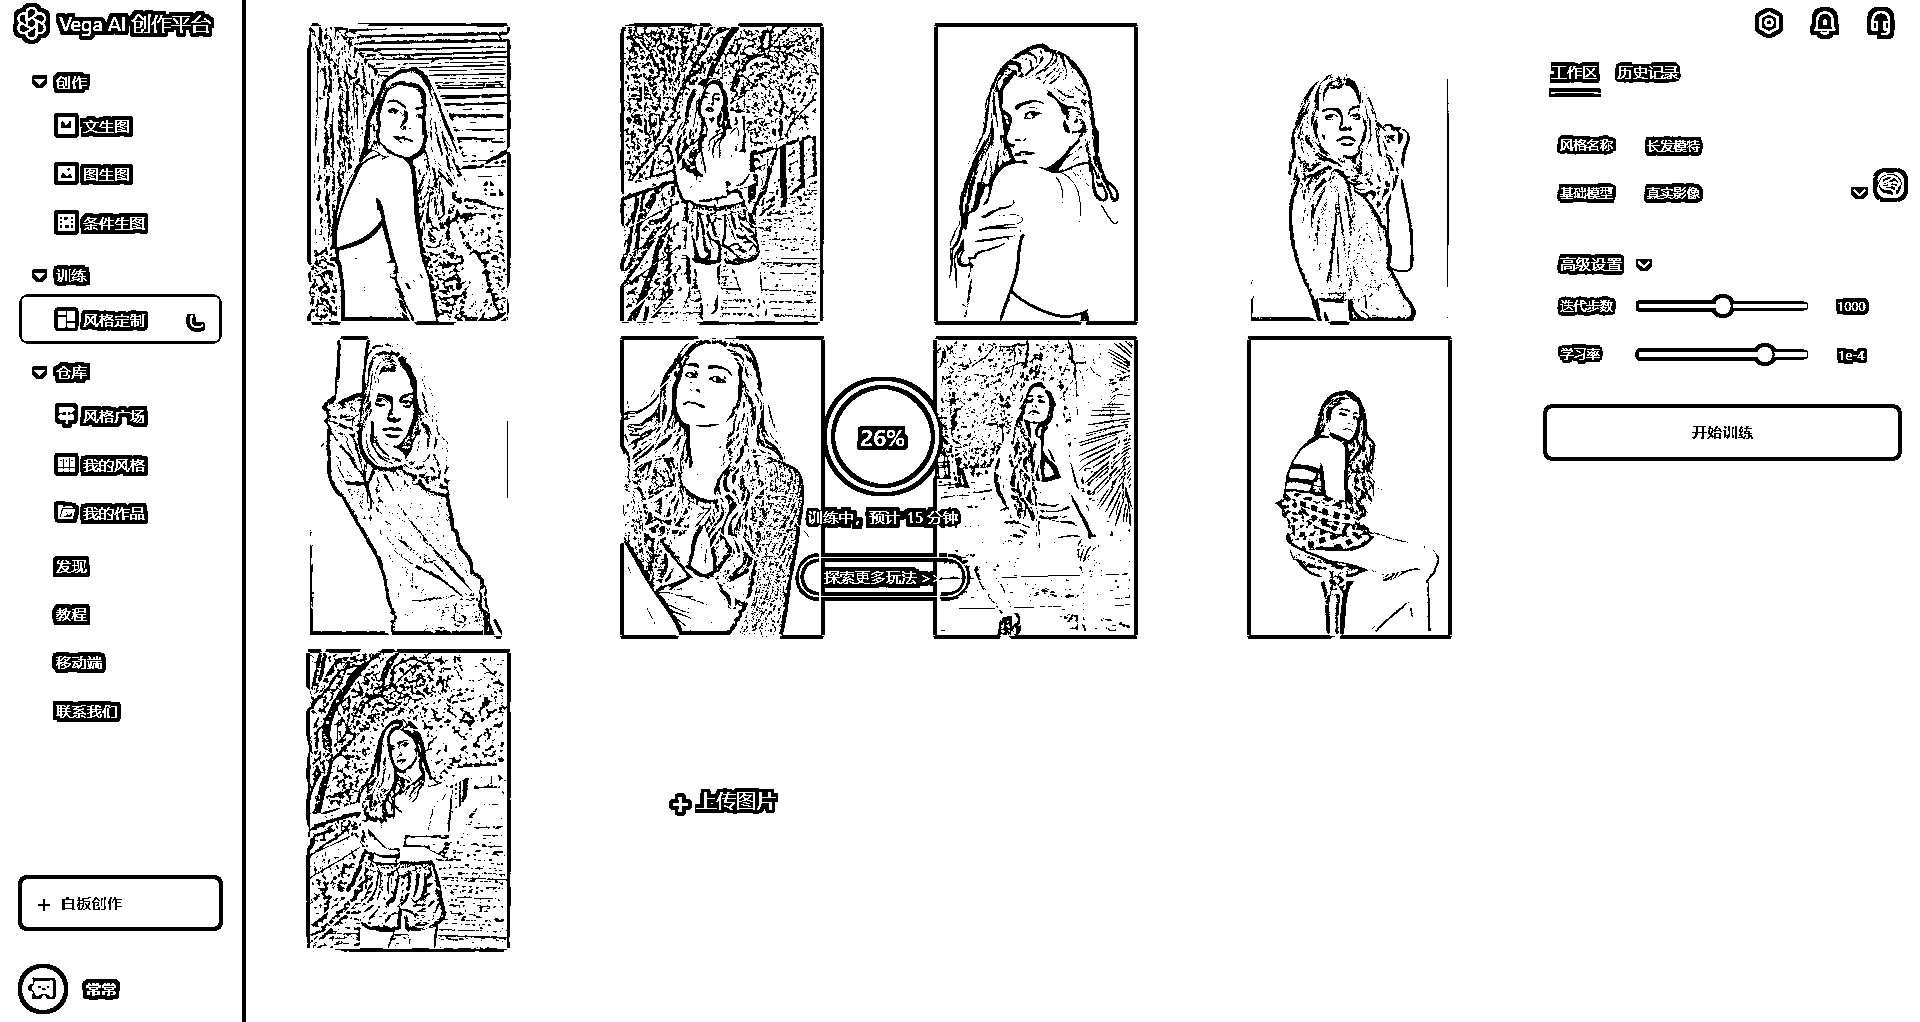 Vega AI 创作平台
创作
文生图
图生图
条件生图
训练
风格定制
仓库
风格广场
我的风格
我的作品
发现
教程
移动端
联系我们
+ 白板创作
常常
26%
训练中，预计 15 分钟
探索更多玩法 >>
+ 上传图片
工作区 历史记录
风格名称 长发模特
基础模型 真实影像
高级设置
迭代步数 1000
学习率 1e-4
开始训练